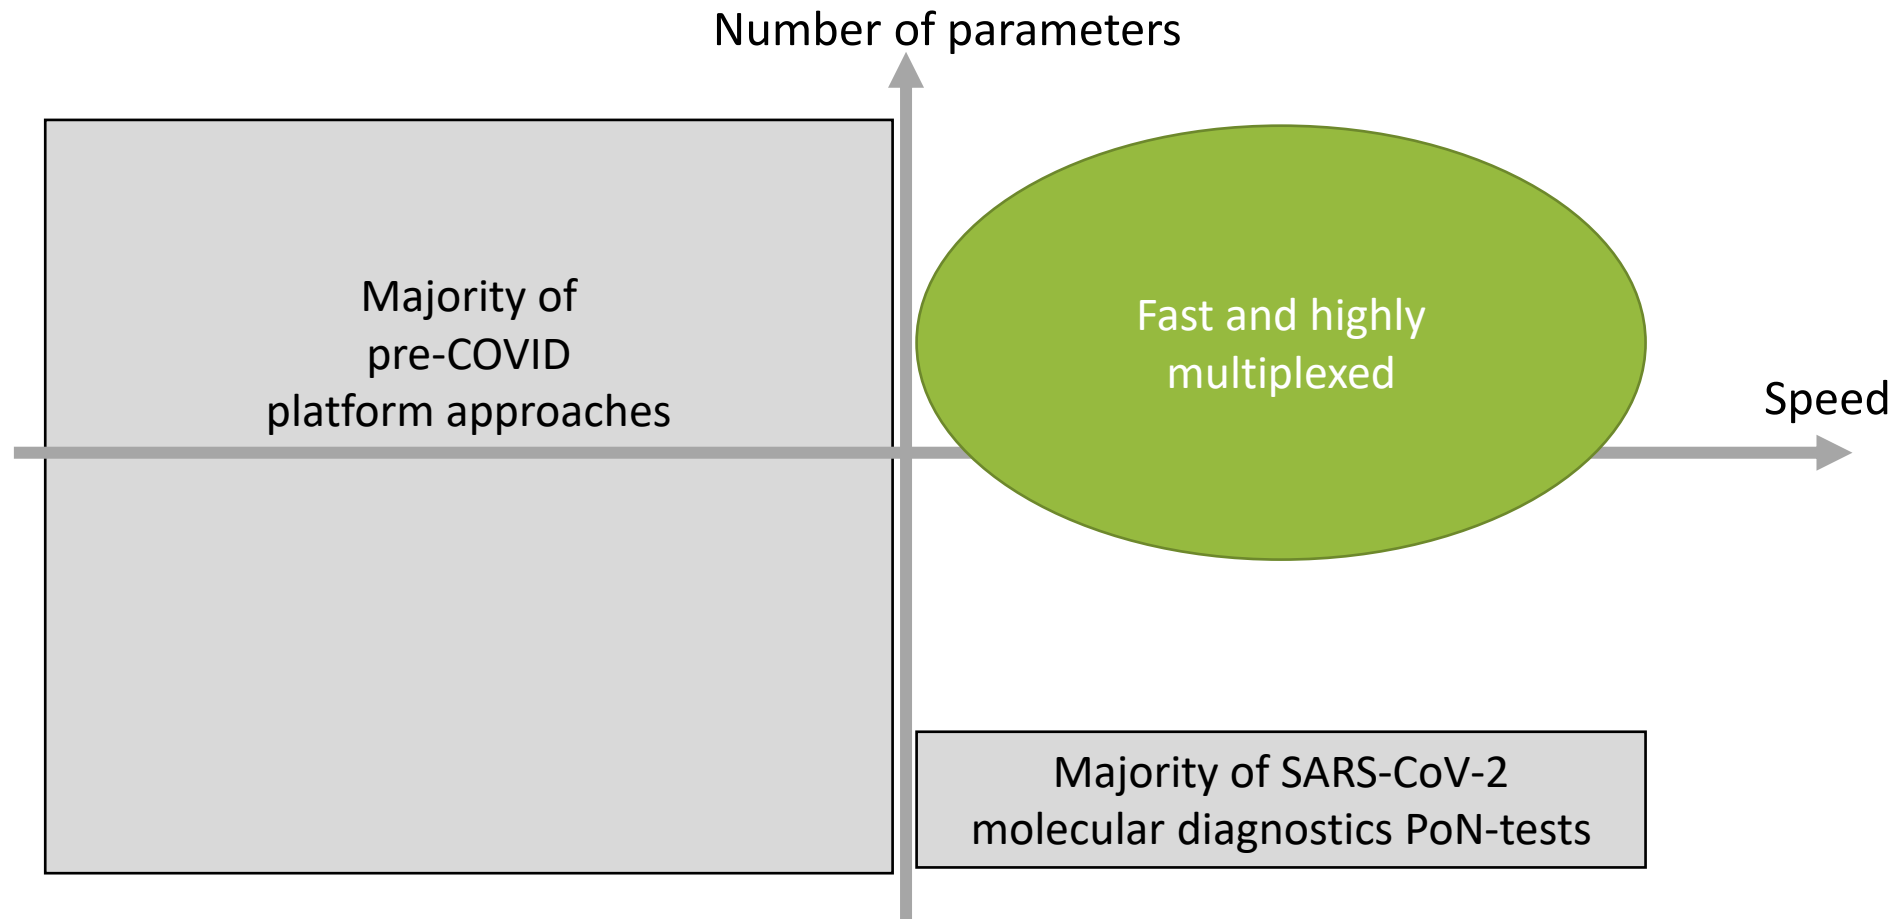 Number of parameters
Majority of
pre-COVID
platform approaches
Fast and highly
multiplexed
Speed
Majority of SARS-CoV-2
molecular diagnostics PoN-tests